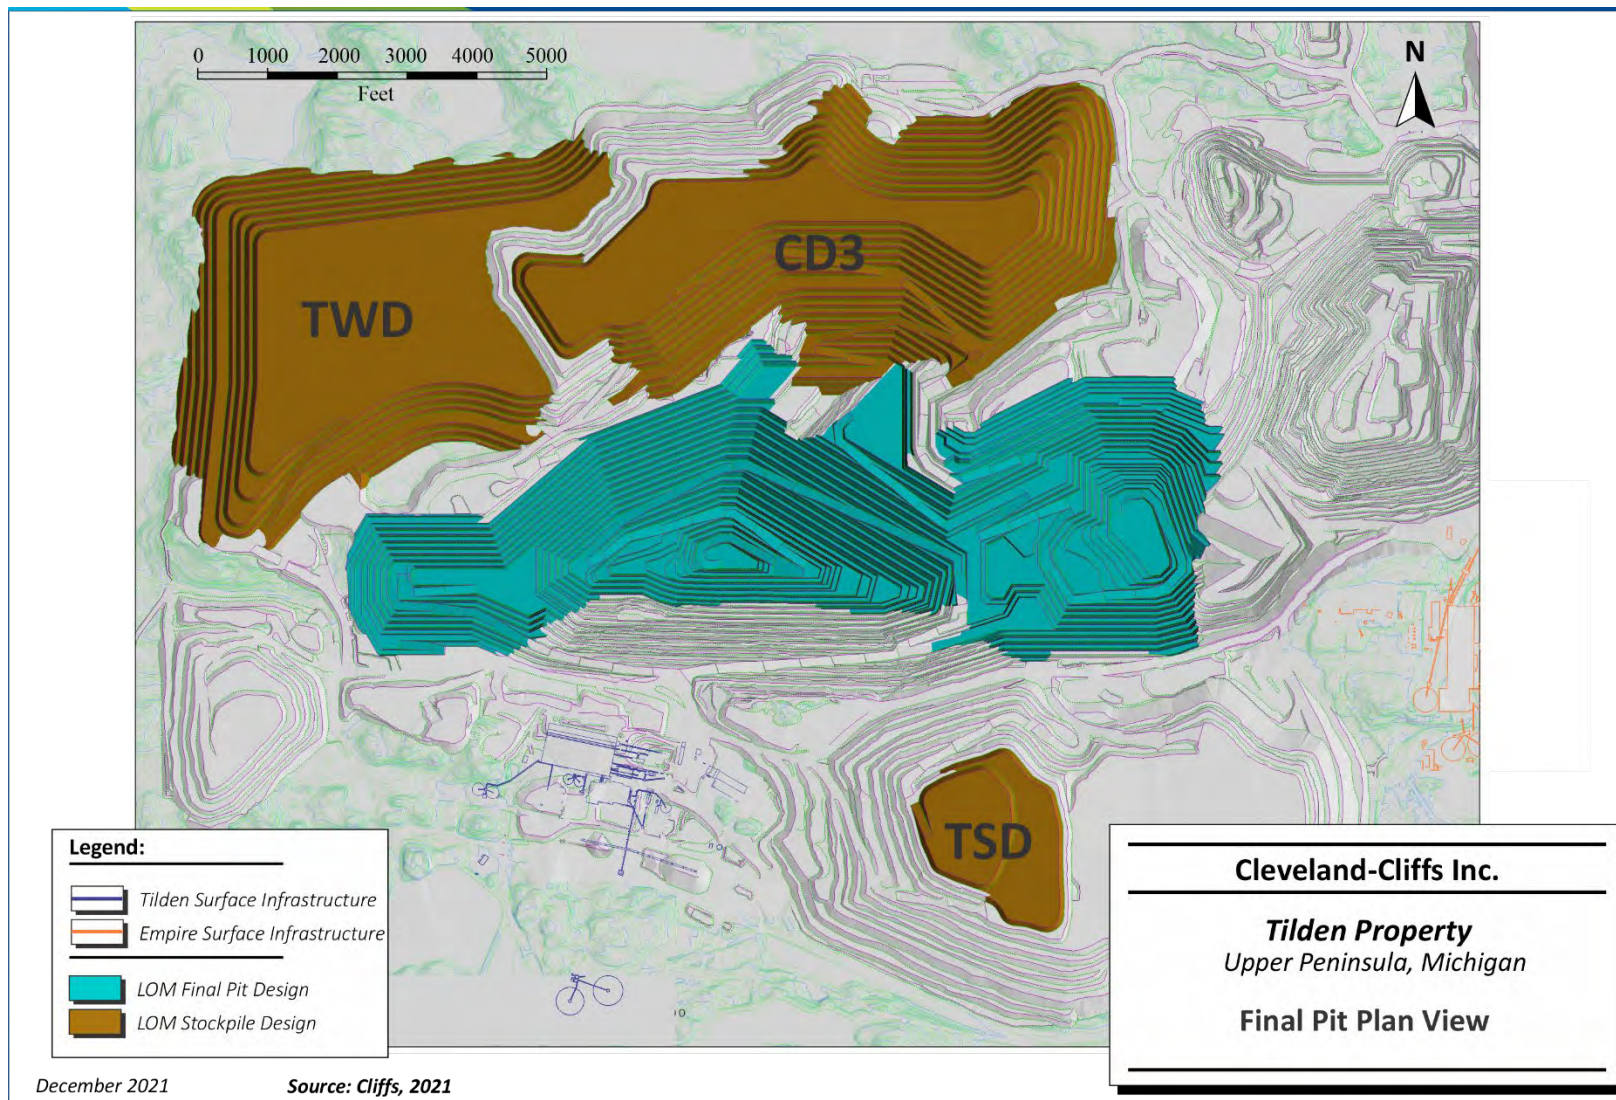 0 1000 2000 3000 4000 5000
Feet
N
TWD
CD3
TSD
Legend:
Tilden Surface Infrastructure
Empire Surface Infrastructure
LOM Final Pit Design
LOM Stockpile Design
Cleveland-Cliffs Inc.
Tilden Property
Upper Peninsula, Michigan
Final Pit Plan View
December 2021
Source: Cliffs, 2021